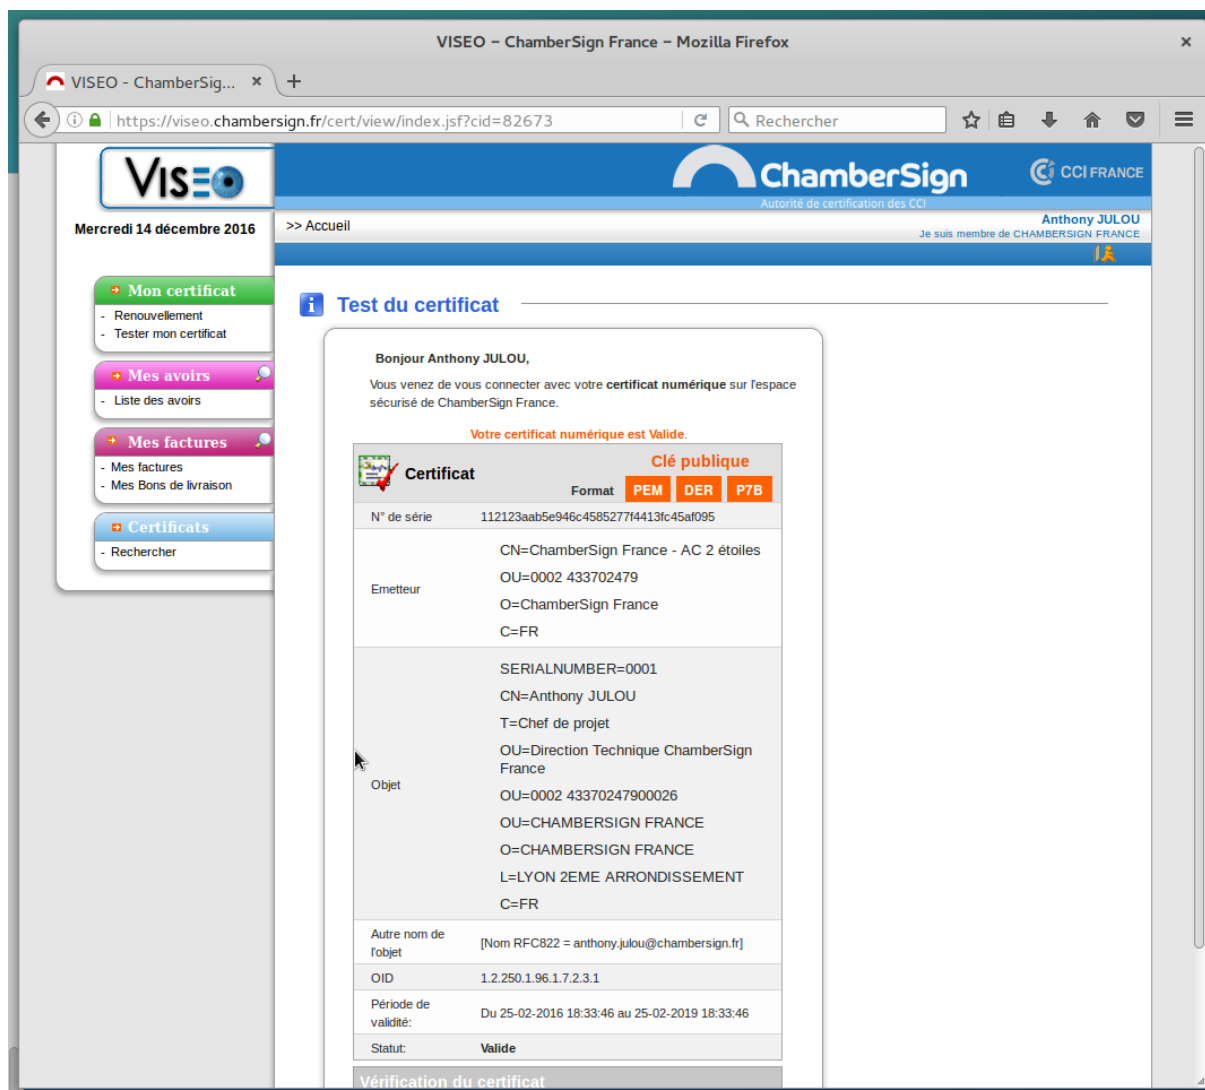 VISEO – ChamberSign France – Mozilla Firefox
VISEO - ChamberSig...
https://viseo.chambersign.fr/cert/view/index.jsf?cid=82673
Rechercher
VISEO
ChamberSign
CCI FRANCE
Autorité de certification des CCI
Mercredi 14 décembre 2016
>> Accueil
Anthony JULOU
Je suis membre de CHAMBERSIGN FRANCE
Mon certificat
- Renouvellement
- Tester mon certificat
Mes avoirs
- Liste des avoirs
Mes factures
- Mes factures
- Mes Bons de livraison
Certificats
- Rechercher
Test du certificat
Bonjour Anthony JULOU,
Vous venez de vous connecter avec votre certificat numérique sur l'espace
sécurisé de ChamberSign France.
Votre certificat numérique est Valide.
Certificat
Clé publique
Format PEM DER P7B
N° de série 112123aab5e946c4585277f4413fc45af095
Emetteur
CN=ChamberSign France - AC 2 étoiles
OU=0002 433702479
O=ChamberSign France
C=FR
Objet
SERIALNUMBER=0001
CN=Anthony JULOU
T=Chef de projet
OU=Direction Technique ChamberSign
France
OU=0002 43370247900026
OU=CHAMBERSIGN FRANCE
O=CHAMBERSIGN FRANCE
L=LYON 2EME ARRONDISSEMENT
C=FR
Autre nom de
l'objet
[Nom RFC822 = anthony.julou@chambersign.fr]
OID 1.2.250.1.96.1.7.2.3.1
Période de
validité:
Du 25-02-2016 18:33:46 au 25-02-2019 18:33:46
Statut: Valide
Vérification du certificat